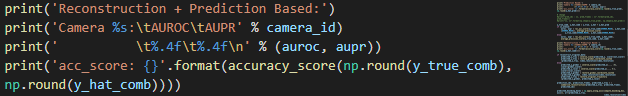 print('Reconstruction + Prediction Based:')
print('Camera %s:\tAUROC\tAUPR' % camera_id)
print('          \t%.4f\t%.4f\n' % (auroc, aupr))
print('acc_score: {}'.format(accuracy_score(np.round(y_true_comb),
np.round(y_hat_comb))))